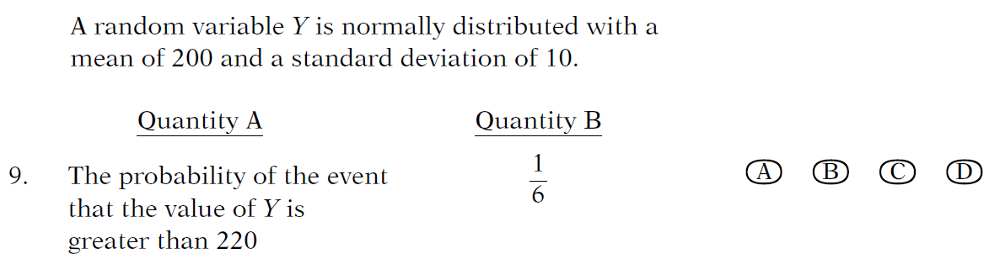 A random variable Y is normally distributed with a
mean of 200 and a standard deviation of 10.
Quantity A Quantity B
9. The probability of the event
that the value of Y is
greater than 220
1
6
A B C D